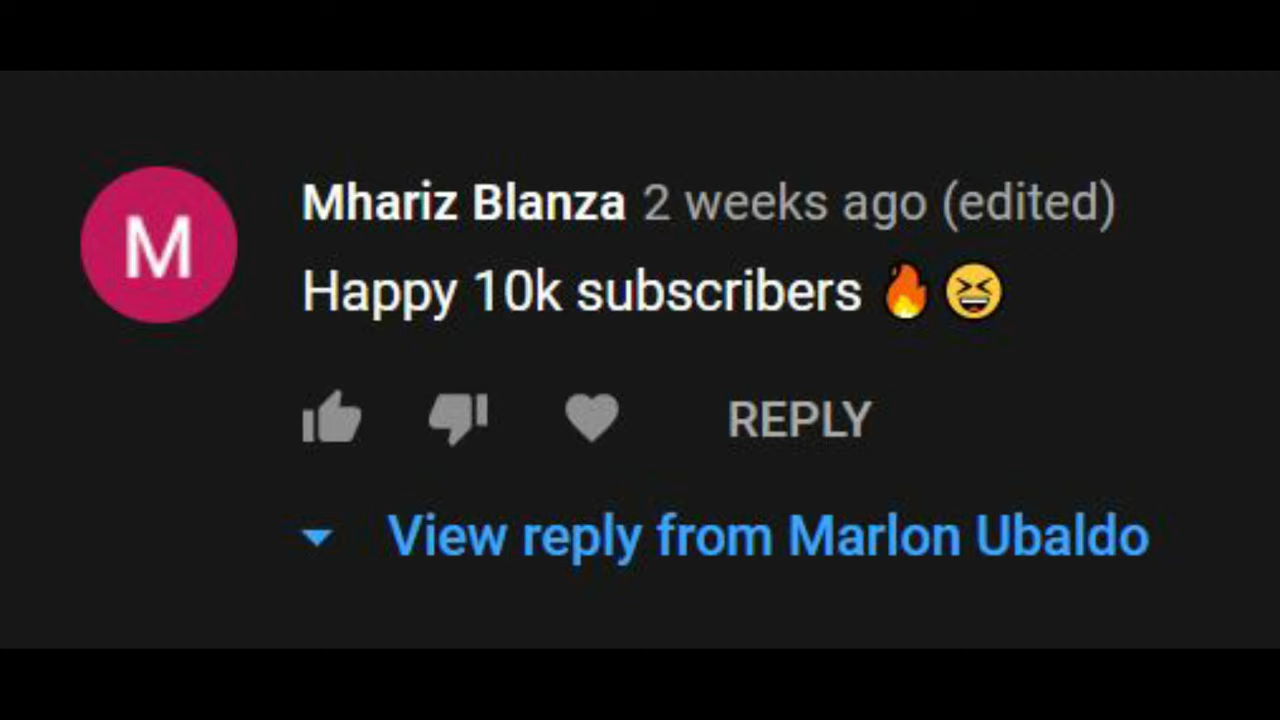 M
Mhariz Blanza 2 weeks ago (edited)
Happy 10k subscribers 🔥😆
REPLY
View reply from Marlon Ubaldo